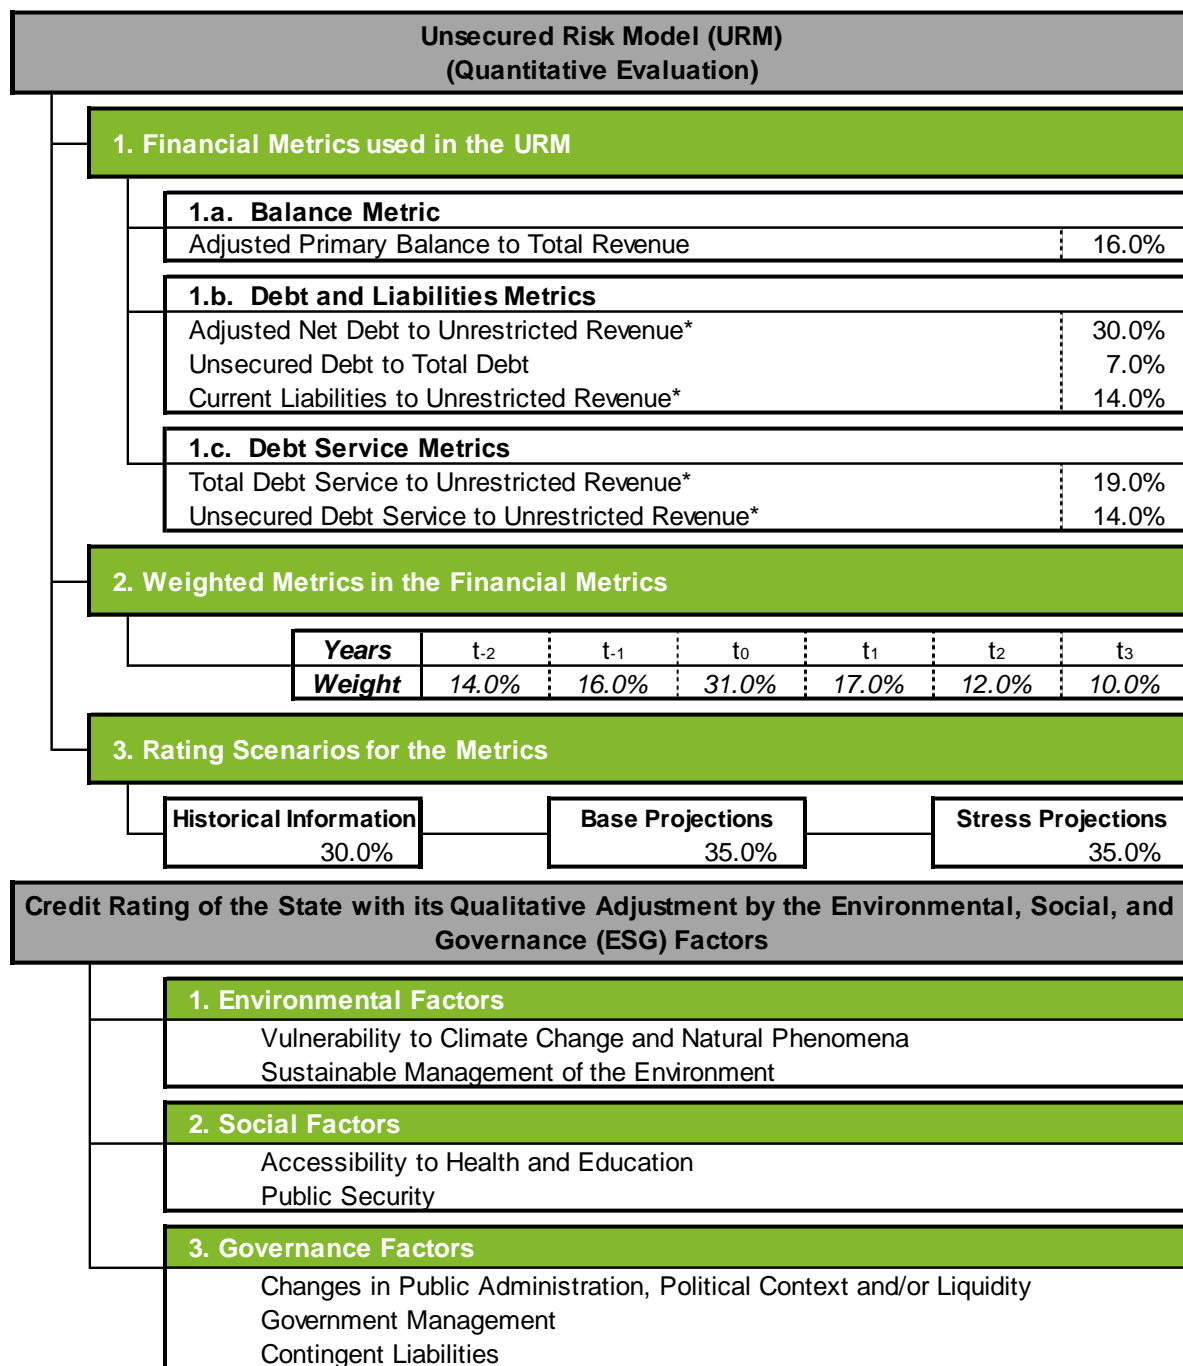 Unsecured Risk Model (URM)
(Quantitative Evaluation)
1. Financial Metrics used in the URM
1.a. Balance Metric
Adjusted Primary Balance to Total Revenue 16.0%
1.b. Debt and Liabilities Metrics
Adjusted Net Debt to Unrestricted Revenue* 30.0%
Unsecured Debt to Total Debt 7.0%
Current Liabilities to Unrestricted Revenue* 14.0%
1.c. Debt Service Metrics
Total Debt Service to Unrestricted Revenue* 19.0%
Unsecured Debt Service to Unrestricted Revenue* 14.0%
2. Weighted Metrics in the Financial Metrics
Years t-2 t-1 t0 t1 t2 t3
Weight 14.0% 16.0% 31.0% 17.0% 12.0% 10.0%
3. Rating Scenarios for the Metrics
Historical Information Base Projections Stress Projections
30.0% 35.0% 35.0%
Credit Rating of the State with its Qualitative Adjustment by the Environmental, Social, and
Governance (ESG) Factors
1. Environmental Factors
Vulnerability to Climate Change and Natural Phenomena
Sustainable Management of the Environment
2. Social Factors
Accessibility to Health and Education
Public Security
3. Governance Factors
Changes in Public Administration, Political Context and/or Liquidity
Government Management
Contingent Liabilities